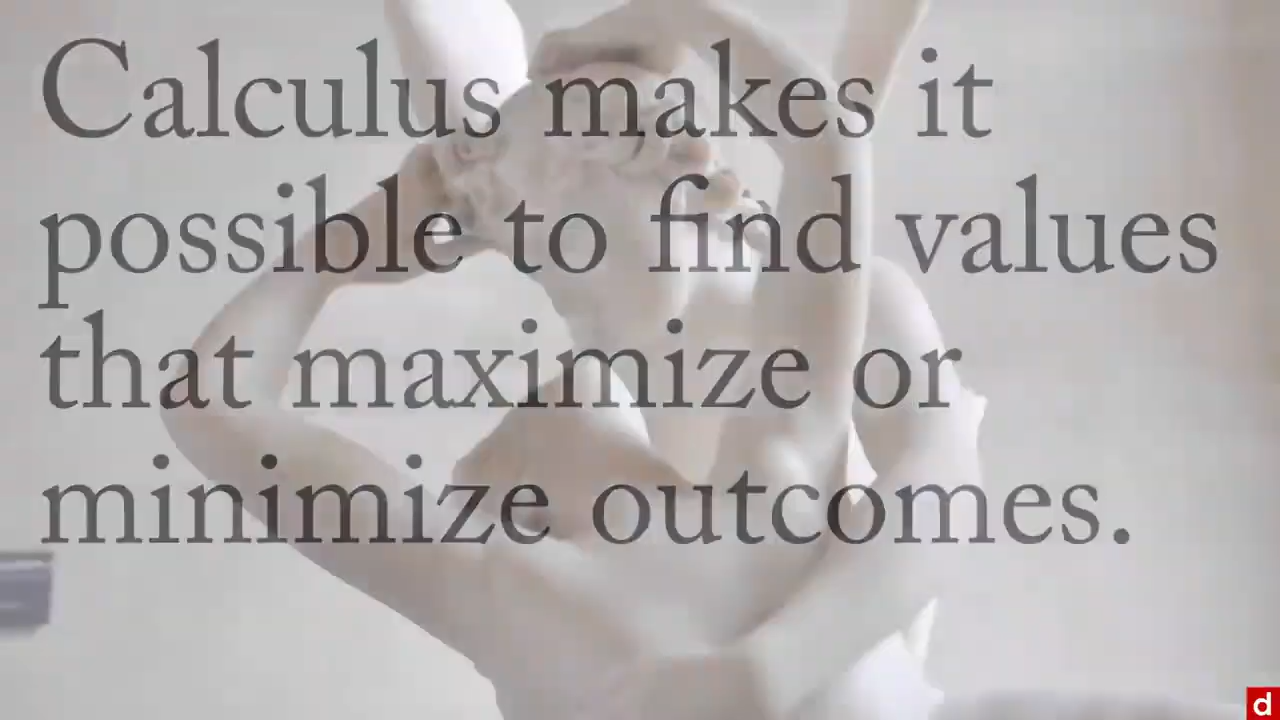 Calculus makes it
possible to find values
that maximize or
minimize outcomes.
d